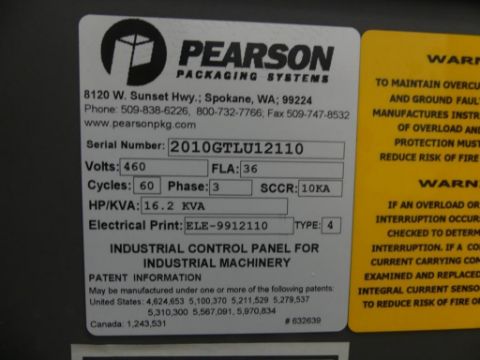 PEARSON
PACKAGING SYSTEMS
8120 W. Sunset Hwy.; Spokane, WA; 99224
Phone: 509-838-6226, 800-732-7766; Fax 509-747-8532
www.pearsonpkg.com
Serial Number: 2010GTLU12110
Volts: 460 FLA: 36
Cycles: 60 Phase: 3 SCCR: 10KA
HP/KVA: 16.2 KVA
Electrical Print: ELE-9912110 TYPE: 4
INDUSTRIAL CONTROL PANEL FOR
INDUSTRIAL MACHINERY
PATENT INFORMATION
May be manufactured under one or more of the following patents.
United States: 4,624,653 5,100,370 5,211,529 5,279,537
5,310,300 5,567,091 5,970,834
Canada: 1,243,531 # 632639
WARN
TO MAINTAIN OVERCU
AND GROUND FAUL
MANUFACTURES INSTR
OF OVERLOAD AND
PROTECTION MUST
REDUCE RISK OF FIRE
WARN
IF AN OVERLOAD OR
INTERRUPTION OCCUR
CHECKED TO DETERM
INTERRUPTION. IF A CO
CURRENT CARRYING COM
EXAMINED AND REPLACED
INTEGRAL CURRENT SENSO
TO REDUCE RISK OF FIRE O